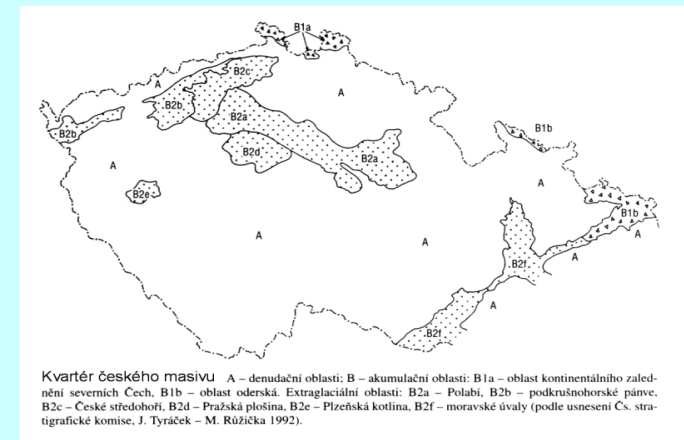 B1a
A
B2c
A
B2b
B2a
B2b
B1b
B2d
B2a
A
A
B2e
B1b
A
A
A
A
B2f
A
B2f
Kvartér českého masivu A – denudační oblasti; B – akumulační oblasti: B1a – oblast kontinentálního zaled-
nění severních Čech, B1b – oblast oderská. Extraglaciální oblasti: B2a – Polabí, B2b – podkrušnohorské pánve,
B2c – České středohoří, B2d – Pražská plošina, B2e – Plzeňská kotlina, B2f – moravské úvaly (podle usnesení Čs. stra-
tigrafické komise, J. Tyráček – M. Růžička 1992).